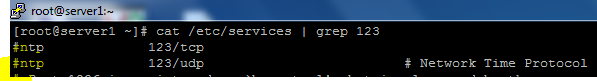 root@server1:~
[root@server1 ~]# cat /etc/services | grep 123
#ntp 123/tcp
#ntp 123/udp # Network Time Protocol